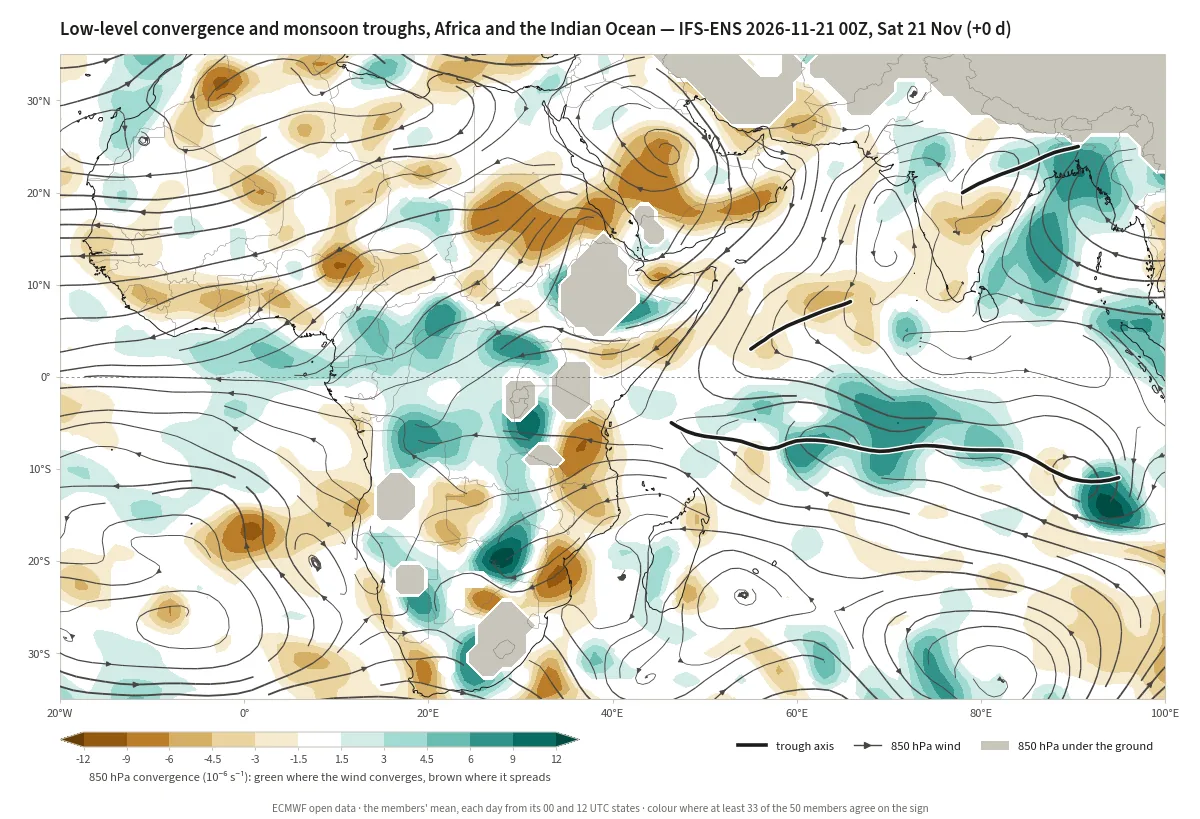 Low-level convergence and monsoon troughs, Africa and the Indian Ocean — IFS-ENS 2026-11-21 00Z, Sat 21 Nov (+0 d)
30°N
20°N
10°N
0°
10°S
20°S
30°S
20°W 0° 20°E 40°E 60°E 80°E 100°E
-12 -9 -6 -4.5 -3 -1.5 1.5 3 4.5 6 9 12
850 hPa convergence (10⁻⁶ s⁻¹): green where the wind converges, brown where it spreads
trough axis 850 hPa wind 850 hPa under the ground
ECMWF open data · the members' mean, each day from its 00 and 12 UTC states · colour where at least 33 of the 50 members agree on the sign